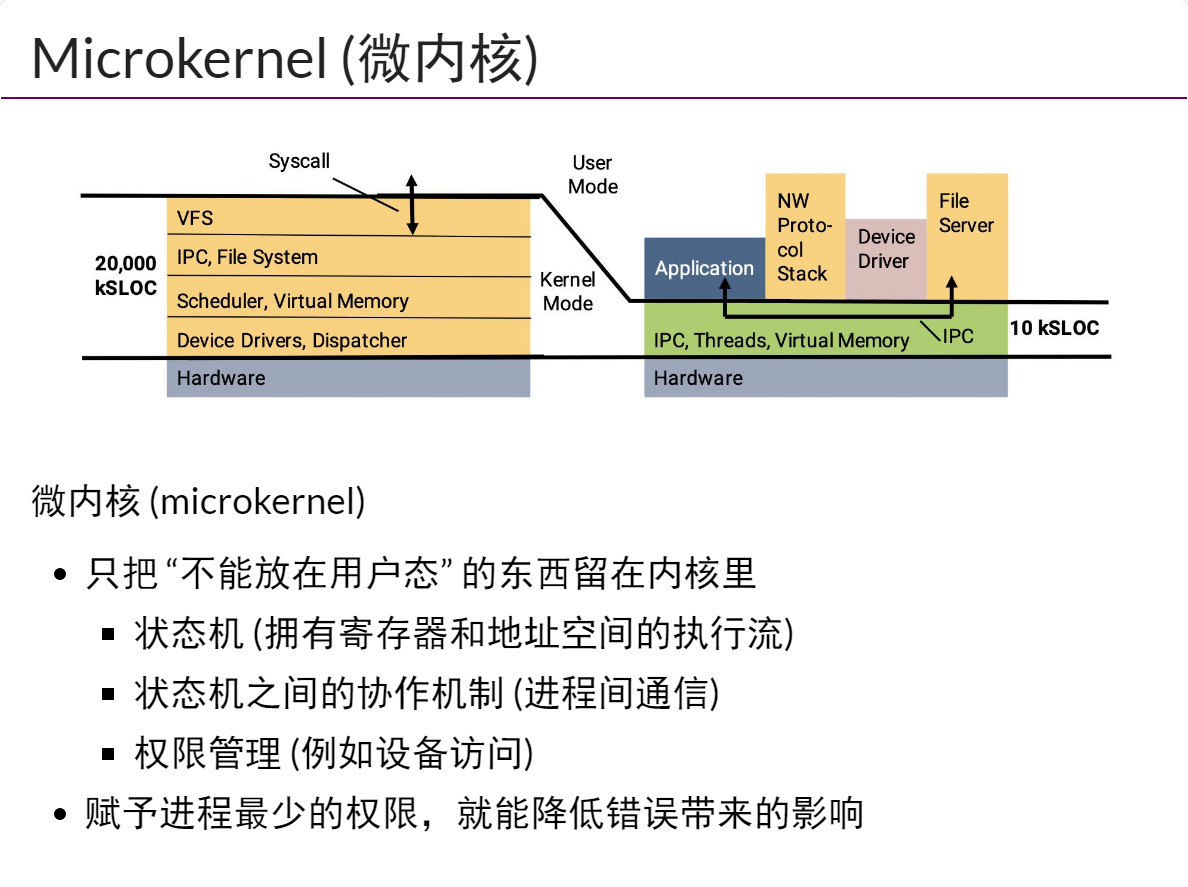 Microkernel (微内核)
Syscall
User
Mode
VFS
IPC, File System
20,000
kSLOC
Scheduler, Virtual Memory
Device Drivers, Dispatcher
Hardware
Kernel
Mode
Application
NW
Proto-
col
Stack
Device
Driver
File
Server
IPC, Threads, Virtual Memory
IPC
10 kSLOC
Hardware
微内核 (microkernel)
• 只把 “不能放在用户态” 的东西留在内核里
▪ 状态机 (拥有寄存器和地址空间的执行流)
▪ 状态机之间的协作机制 (进程间通信)
▪ 权限管理 (例如设备访问)
• 赋予进程最少的权限，就能降低错误带来的影响